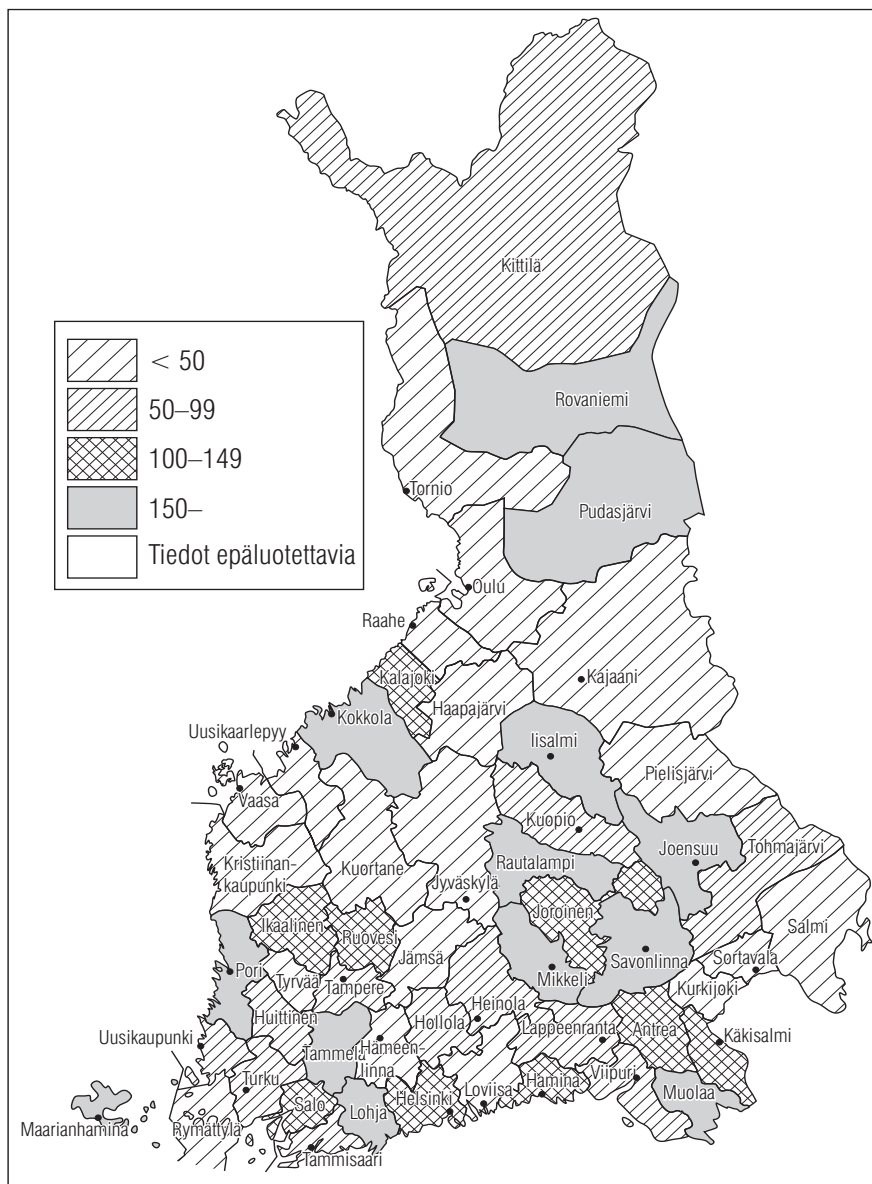 Kittilä
< 50
50–99
100–149
150–
Tiedot epäluotettavia
Rovaniemi
Tornio
Pudasjärvi
Oulu
Raahe
Kalajoki
Kajaani
Haapajärvi
Kokkola
Uusikaarlepyy
Iisalmi
Pielisjärvi
Vaasa
Kuopio
Joensuu
Tohmajärvi
Kristiinan-
kaupunki
Kuortane
Rautalampi
Jyväskylä
Joroinen
Ikaalinen
Ruovesi
Salmi
Jämsä
Savonlinna
Sortavala
Pori
Tyrvää
Tampere
Mikkeli
Kurkijoki
Heinola
Huittinen
Hollola
Lappeenranta
Antrea
Käkisalmi
Uusikaupunki
Tammela
Hämeen-
linna
Viipuri
Turku
Loviisa
Hamina
Muolaa
Salo
Lohja
Helsinki
Maarianhamina
Rymättylä
Tammisaari